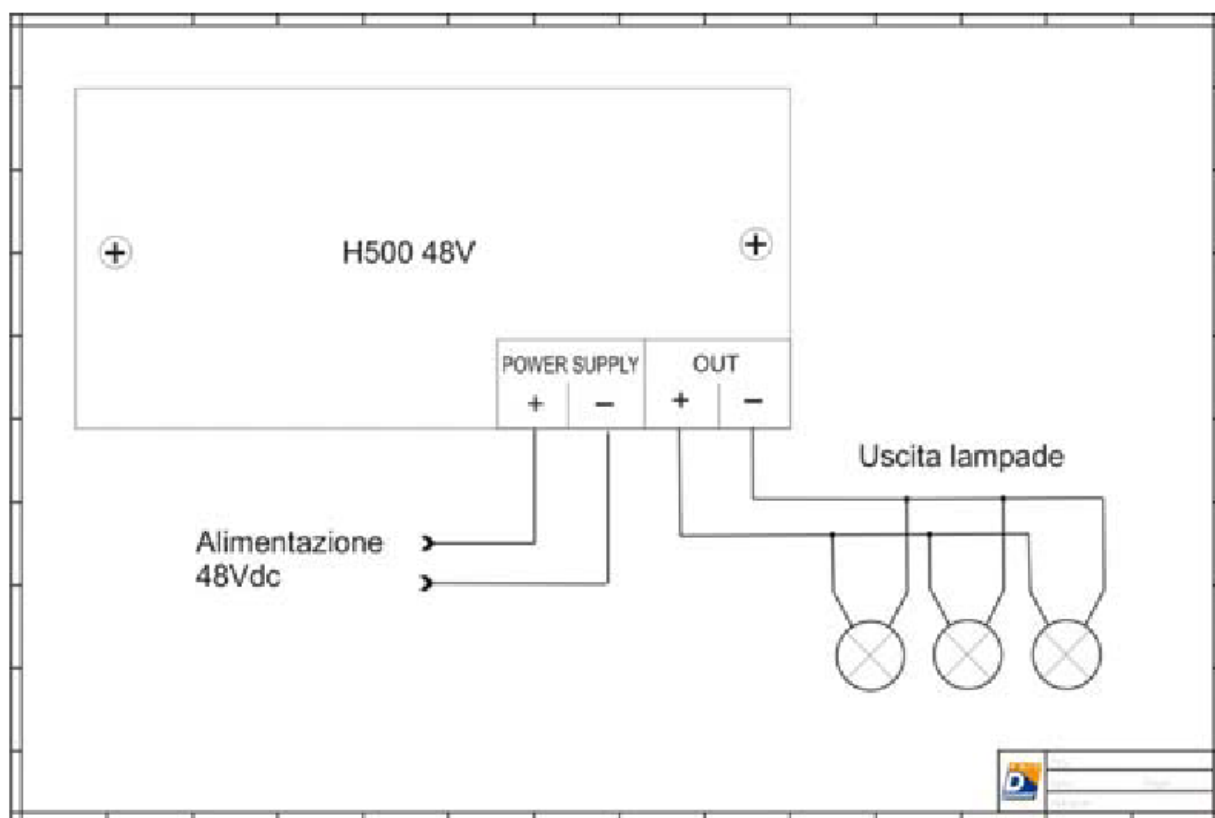 H500 48V
POWER SUPPLY
OUT
+
−
+
−
Uscita lampade
Alimentazione
48Vdc
D